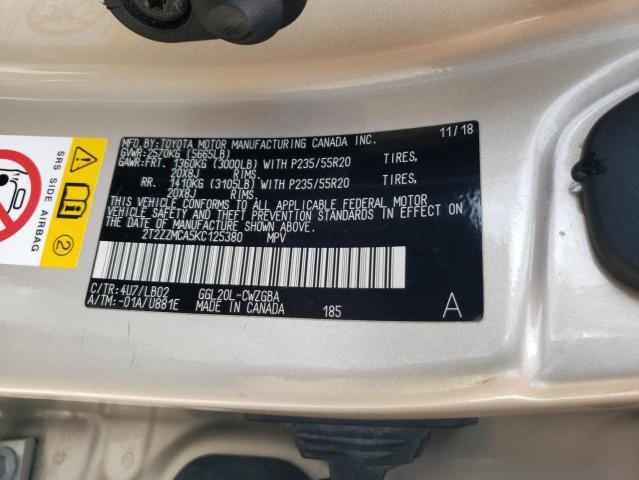 MFD.BY:TOYOTA MOTOR MANUFACTURING CANADA INC. 11/18
GVWR:2570KG (5665LB)
GAWR:FRT. 1360KG (3000LB) WITH P235/55R20 TIRES,
20X8J RIMS.
RR. 1410KG (3105LB) WITH P235/55R20 TIRES,
20X8J RIMS.
THIS VEHICLE CONFORMS TO ALL APPLICABLE FEDERAL MOTOR
VEHICLE SAFETY AND THEFT PREVENTION STANDARDS IN EFFECT ON
THE DATE OF MANUFACTURE SHOWN ABOVE.
2T2ZZMCA5KC125380 MPV
C/TR:4U7/LB02 GGL20L-CWZGBA
A/TM:-01A/U881E MADE IN CANADA 185 A
SRS SIDE AIRBAG
2